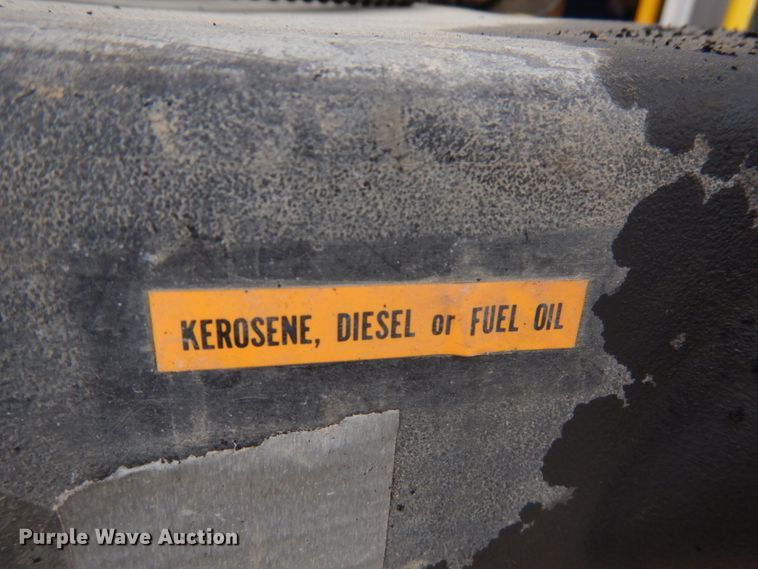 KEROSENE, DIESEL or FUEL OIL
Purple Wave Auction